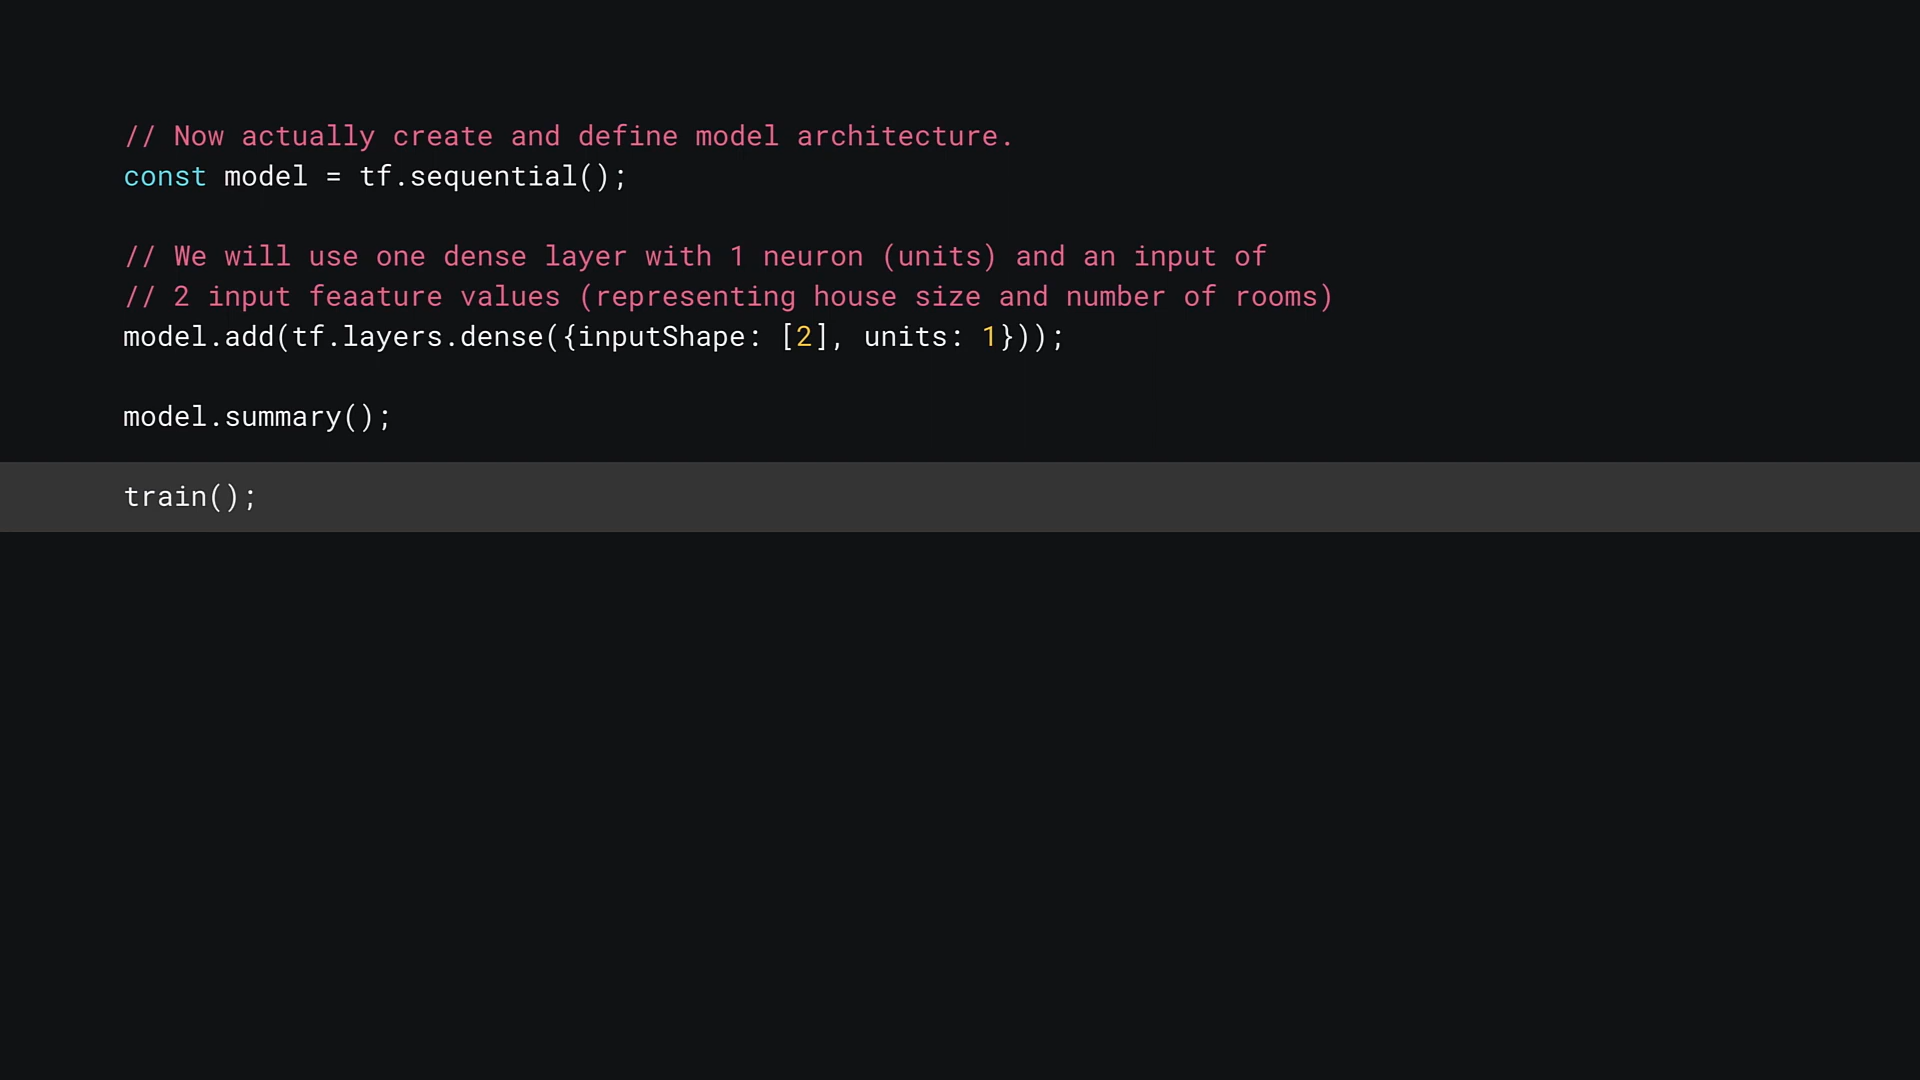 // Now actually create and define model architecture.
const model = tf.sequential();
// We will use one dense layer with 1 neuron (units) and an input of
// 2 input feaature values (representing house size and number of rooms)
model.add(tf.layers.dense({inputShape: [2], units: 1}));
model.summary();
train();